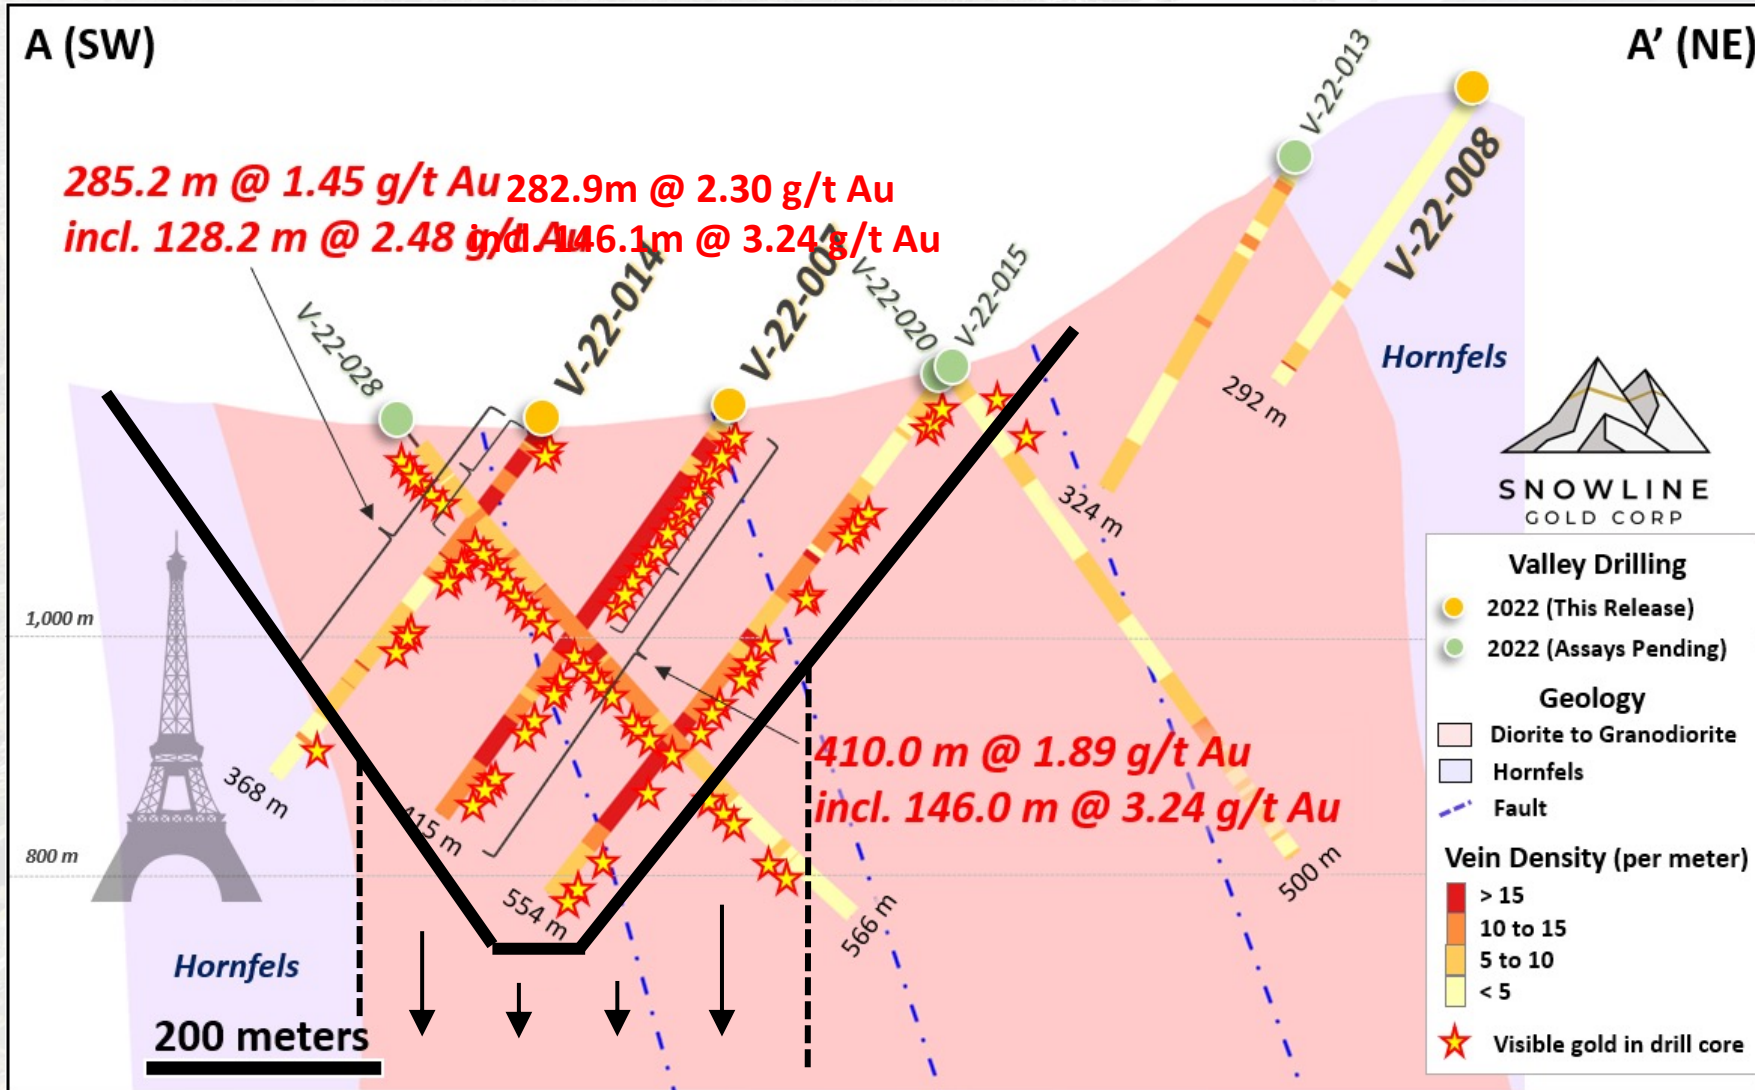 A (SW)
A' (NE)
285.2 m @ 1.45 g/t Au
incl. 128.2 m @ 2.48 g/t Au
282.9m @ 2.30 g/t Au
incl. 146.1m @ 3.24 g/t Au
V-22-028
V-22-014
V-22-007
V-22-020
V-22-015
V-22-013
V-22-008
Hornfels
292 m
324 m
SNOWLINE
GOLD CORP
1,000 m
800 m
368 m
415 m
554 m
566 m
500 m
410.0 m @ 1.89 g/t Au
incl. 146.0 m @ 3.24 g/t Au
Hornfels
200 meters
Valley Drilling
2022 (This Release)
2022 (Assays Pending)
Geology
Diorite to Granodiorite
Hornfels
Fault
Vein Density (per meter)
> 15
10 to 15
5 to 10
< 5
Visible gold in drill core